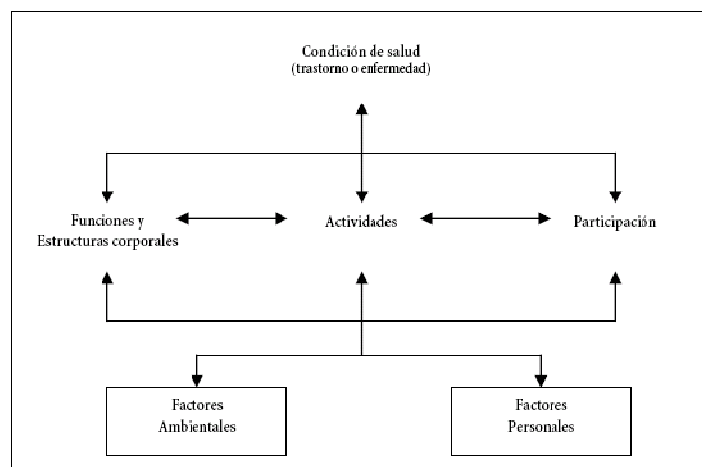 Condición de salud
(trastorno o enfermedad)
Funciones y
Estructuras corporales
Actividades
Participación
Factores
Ambientales
Factores
Personales